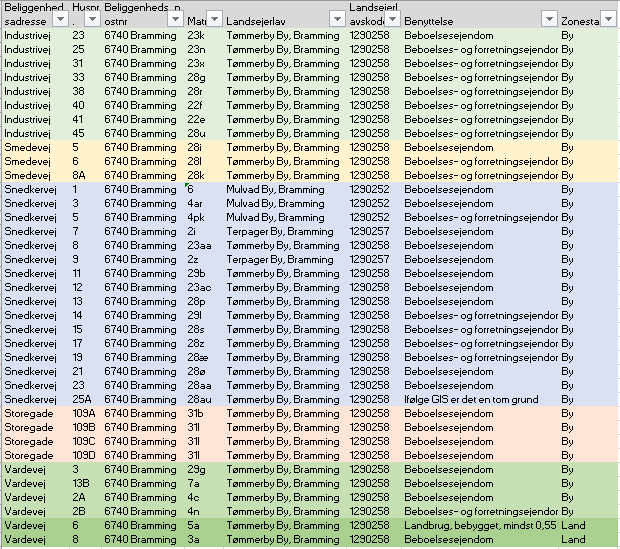 Beliggenhed Husnr Beliggenheds_p Landsejerl
sadresse . ostnr Matr Landsejerlav avskode Benyttelse Zonesta
Industrivej 23 6740 Bramming 23k Tømmerby By, Bramming 1290258 Beboelsesejendom By
Industrivej 25 6740 Bramming 23n Tømmerby By, Bramming 1290258 Beboelses- og forretningsejendor By
Industrivej 31 6740 Bramming 23x Tømmerby By, Bramming 1290258 Beboelses- og forretningsejendor By
Industrivej 33 6740 Bramming 28g Tømmerby By, Bramming 1290258 Beboelses- og forretningsejendor By
Industrivej 38 6740 Bramming 28r Tømmerby By, Bramming 1290258 Beboelses- og forretningsejendor By
Industrivej 40 6740 Bramming 22f Tømmerby By, Bramming 1290258 Beboelses- og forretningsejendor By
Industrivej 41 6740 Bramming 22e Tømmerby By, Bramming 1290258 Beboelses- og forretningsejendor By
Industrivej 45 6740 Bramming 28u Tømmerby By, Bramming 1290258 Beboelses- og forretningsejendor By
Smedevej 5 6740 Bramming 28i Tømmerby By, Bramming 1290258 Beboelsesejendom By
Smedevej 6 6740 Bramming 28l Tømmerby By, Bramming 1290258 Beboelses- og forretningsejendor By
Smedevej 8A 6740 Bramming 28k Tømmerby By, Bramming 1290258 Beboelses- og forretningsejendor By
Snedkervej 1 6740 Bramming 6 Mulvad By, Bramming 1290252 Beboelsesejendom By
Snedkervej 3 6740 Bramming 4ar Mulvad By, Bramming 1290252 Beboelses- og forretningsejendor By
Snedkervej 5 6740 Bramming 4pk Mulvad By, Bramming 1290252 Beboelses- og forretningsejendor By
Snedkervej 7 6740 Bramming 2i Terpager By, Bramming 1290257 Beboelsesejendom By
Snedkervej 8 6740 Bramming 23aa Tømmerby By, Bramming 1290258 Beboelsesejendom By
Snedkervej 9 6740 Bramming 2z Terpager By, Bramming 1290257 Beboelsesejendom By
Snedkervej 11 6740 Bramming 29b Tømmerby By, Bramming 1290258 Beboelsesejendom By
Snedkervej 12 6740 Bramming 23ac Tømmerby By, Bramming 1290258 Beboelsesejendom By
Snedkervej 13 6740 Bramming 28p Tømmerby By, Bramming 1290258 Beboelsesejendom By
Snedkervej 14 6740 Bramming 29l Tømmerby By, Bramming 1290258 Beboelses- og forretningsejendor By
Snedkervej 15 6740 Bramming 28s Tømmerby By, Bramming 1290258 Beboelses- og forretningsejendor By
Snedkervej 17 6740 Bramming 28z Tømmerby By, Bramming 1290258 Beboelses- og forretningsejendor By
Snedkervej 19 6740 Bramming 28æ Tømmerby By, Bramming 1290258 Beboelses- og forretningsejendor By
Snedkervej 21 6740 Bramming 28ø Tømmerby By, Bramming 1290258 Beboelsesejendom By
Snedkervej 23 6740 Bramming 28aa Tømmerby By, Bramming 1290258 Beboelsesejendom By
Snedkervej 25A 6740 Bramming 28au Tømmerby By, Bramming 1290258 Ifølge GIS er det en tom grund By
Storegade 109A 6740 Bramming 31b Tømmerby By, Bramming 1290258 Beboelsesejendom By
Storegade 109B 6740 Bramming 31l Tømmerby By, Bramming 1290258 Beboelsesejendom By
Storegade 109C 6740 Bramming 31l Tømmerby By, Bramming 1290258 Beboelsesejendom By
Storegade 109D 6740 Bramming 31l Tømmerby By, Bramming 1290258 Beboelsesejendom By
Vardevej 3 6740 Bramming 29g Tømmerby By, Bramming 1290258 Beboelsesejendom By
Vardevej 13B 6740 Bramming 7a Tømmerby By, Bramming 1290258 Beboelsesejendom By
Vardevej 2A 6740 Bramming 4c Tømmerby By, Bramming 1290258 Beboelsesejendom By
Vardevej 2B 6740 Bramming 4n Tømmerby By, Bramming 1290258 Beboelses- og forretningsejendor By
Vardevej 6 6740 Bramming 5a Tømmerby By, Bramming 1290258 Landbrug, bebygget, mindst 0,55 Land
Vardevej 8 6740 Bramming 3a Tømmerby By, Bramming 1290258 Beboelsesejendom Land